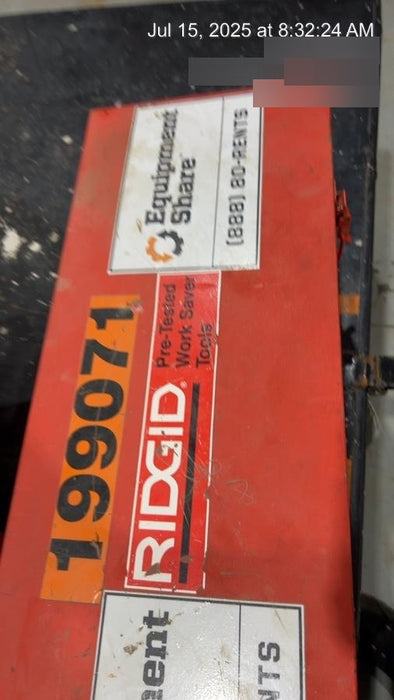 Jul 15, 2025 at 8:32:24 AM
Equipment
Share
(888) 80-RENTS
199071
RIDGID®
Pre-Tested
Work Saver
Tools
ent
NTS